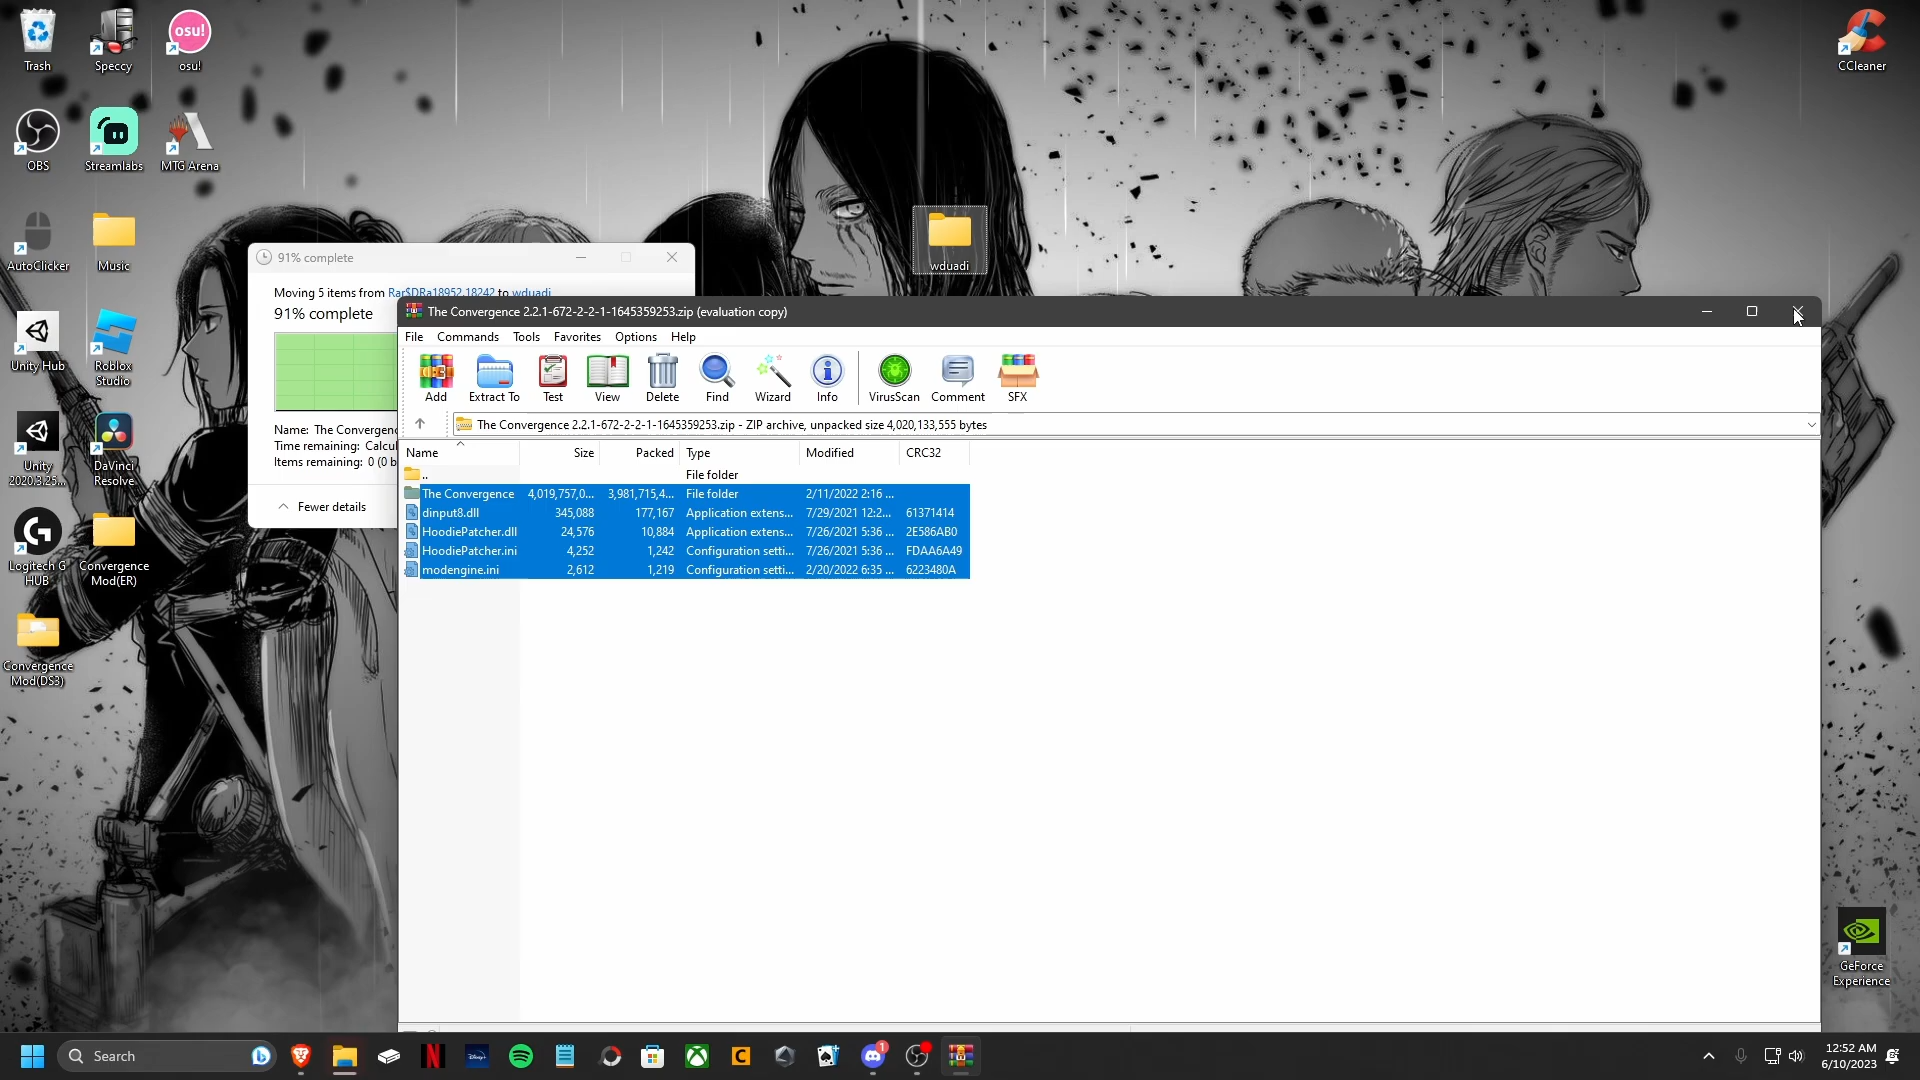 Trash
Speccy
osu!
osu!
CCleaner
OBS
Streamlabs
MTG Arena
AutoClicker
Music
wduadi
91% complete
Moving 5 items from Rar$DRa18952.18242 to wduadi
91% complete
The Convergence 2.2.1-672-2-2-1-1645359253.zip (evaluation copy)
File Commands Tools Favorites Options Help
Unity Hub
Roblox
Studio
Add Extract To Test View Delete Find Wizard Info VirusScan Comment SFX
Name: The Convergenc
Time remaining: Calcul
Items remaining: 0 (0 b
Fewer details
The Convergence 2.2.1-672-2-2-1-1645359253.zip - ZIP archive, unpacked size 4,020,133,555 bytes
Name Size Packed Type Modified CRC32
.. File folder
The Convergence 4,019,757,0... 3,981,715,4... File folder 2/11/2022 2:16 ...
dinput8.dll 345,088 177,167 Application extens... 7/29/2021 12:2... 61371414
HoodiePatcher.dll 24,576 10,884 Application extens... 7/26/2021 5:36 ... 2E586AB0
HoodiePatcher.ini 4,252 1,242 Configuration setti... 7/26/2021 5:36 ... FDAA6A49
modengine.ini 2,612 1,219 Configuration setti... 2/20/2022 6:35 ... 6223480A
Unity
2020.3.25...
DaVinci
Resolve
Logitech G
HUB
Convergence
Mod(ER)
Convergence
Mod(DS3)
GeForce
Experience
Search
1
12:52 AM
6/10/2023